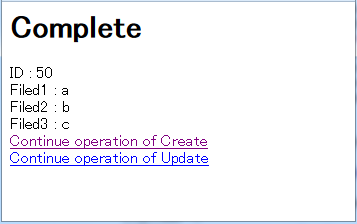 Complete
ID : 50
Filed1 : a
Filed2 : b
Filed3 : c
Continue operation of Create
Continue operation of Update